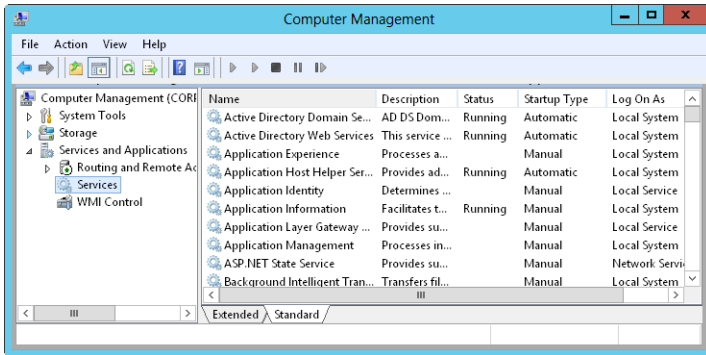 Computer Management
File Action View Help
Computer Management (CORF
System Tools
Storage
Services and Applications
Routing and Remote Ac
Services
WMI Control
Name Description Status Startup Type Log On As
Active Directory Domain Se... AD DS Dom... Running Automatic Local System
Active Directory Web Services This service ... Running Automatic Local System
Application Experience Processes a... Manual Local System
Application Host Helper Ser... Provides ad... Running Automatic Local System
Application Identity Determines ... Manual Local Service
Application Information Facilitates t... Running Manual Local System
Application Layer Gateway ... Provides su... Manual Local Service
Application Management Processes in... Manual Local System
ASP.NET State Service Provides su... Manual Network Servi
Background Intelligent Tran... Transfers fil... Manual Local System
Extended Standard